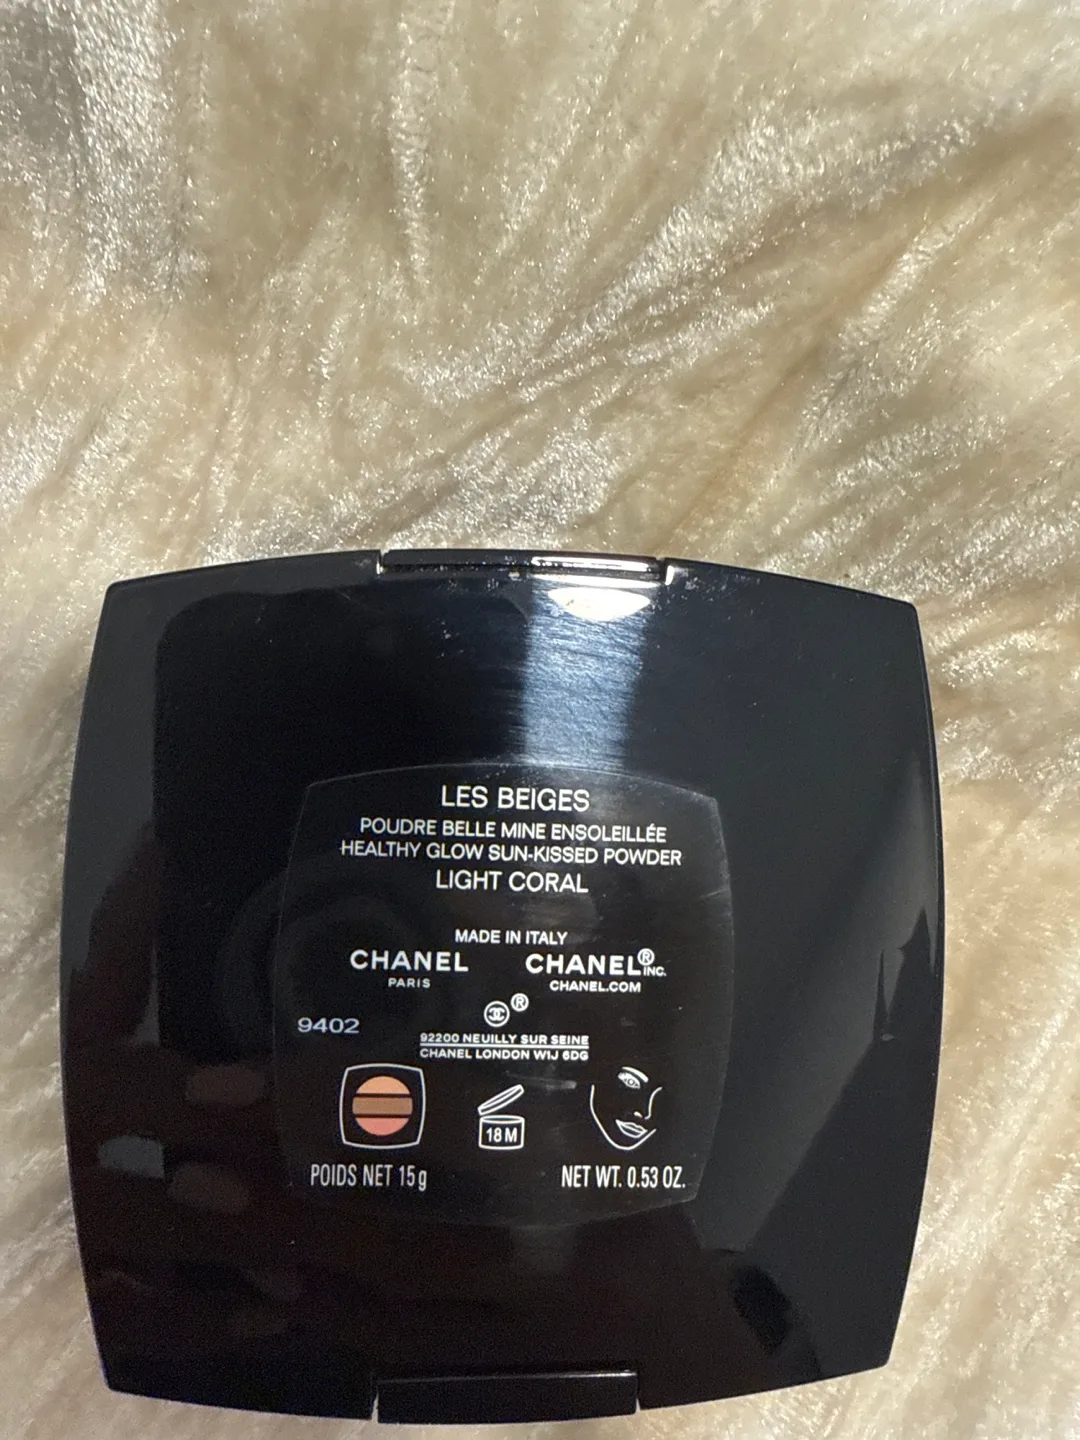 LES BEIGES
POUDRE BELLE MINE ENSOLEILLÉE
HEALTHY GLOW SUN-KISSED POWDER
LIGHT CORAL
MADE IN ITALY
CHANEL CHANEL® INC.
PARIS CHANEL.COM
®
9402
92200 NEUILLY SUR SEINE
CHANEL LONDON W1J 6DG
18 M
POIDS NET 15 g NET WT. 0.53 OZ.